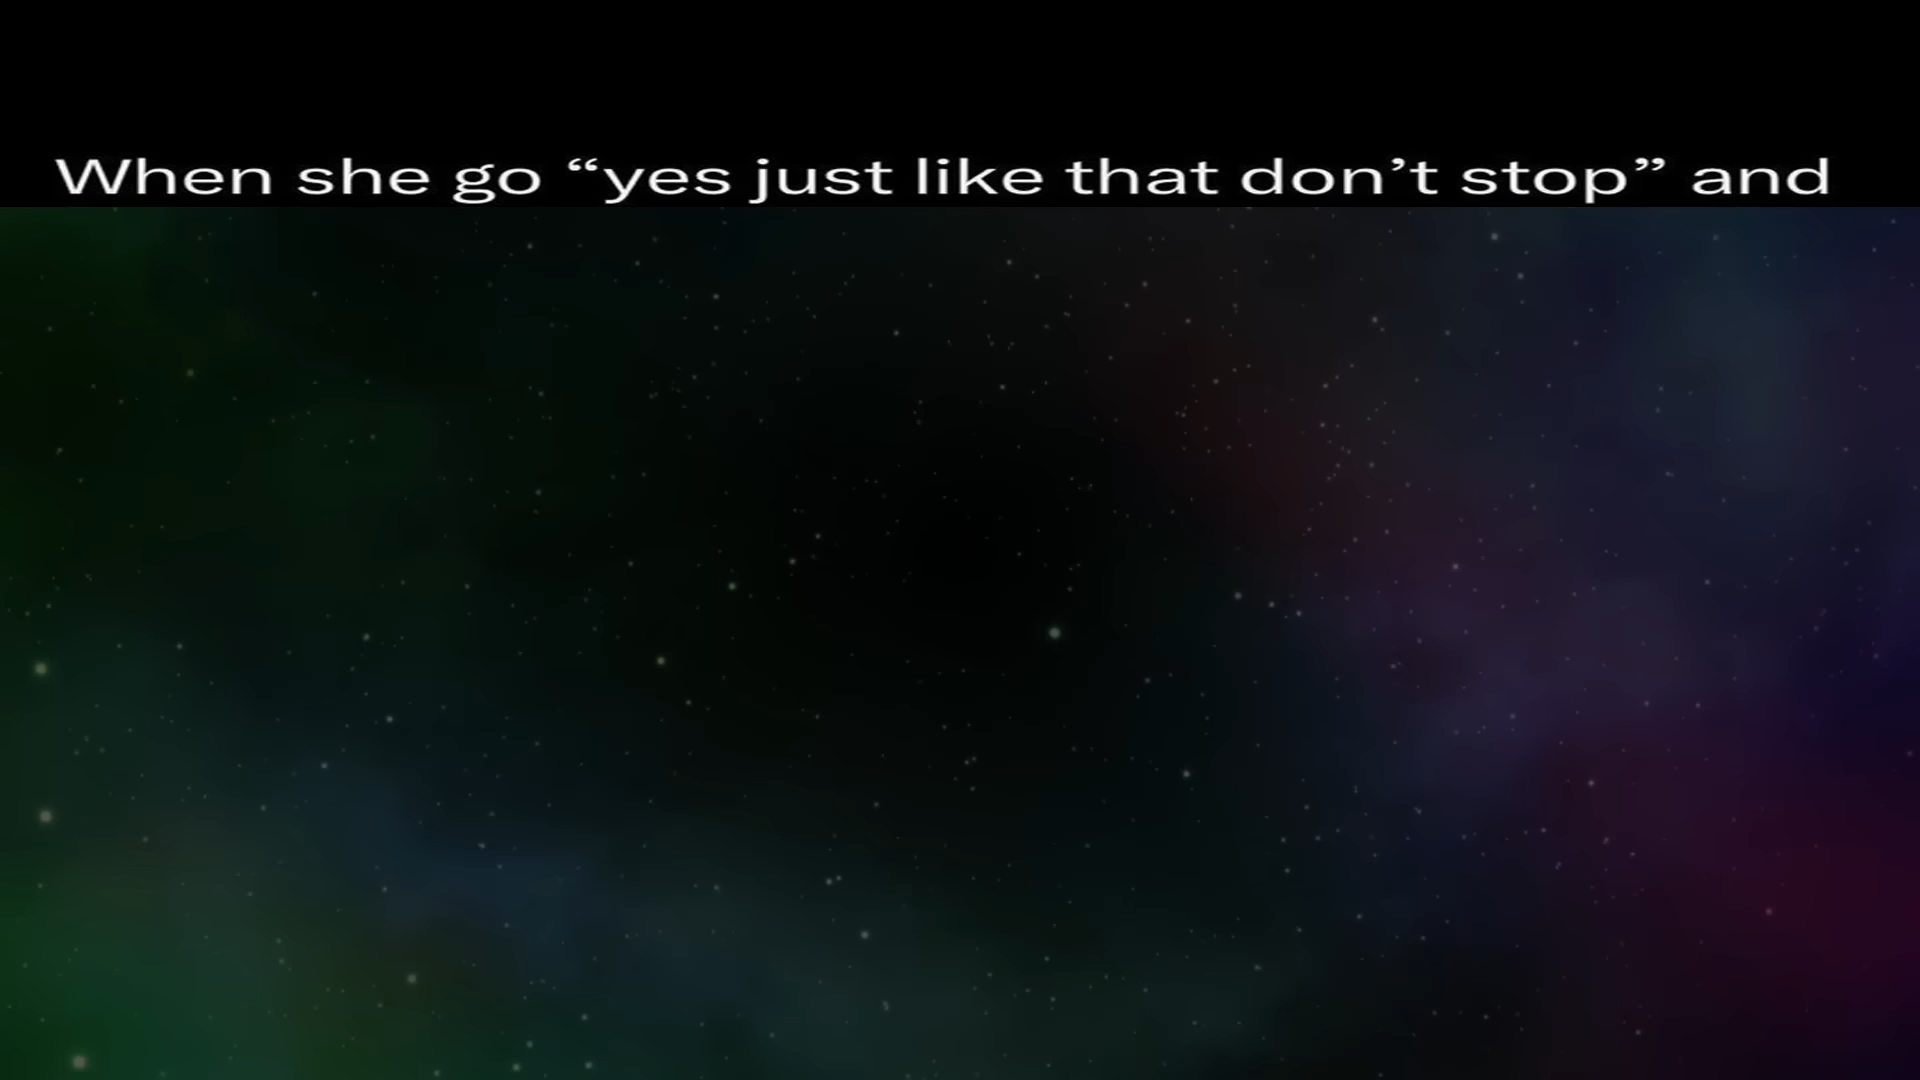 When she go “yes just like that don’t stop” and